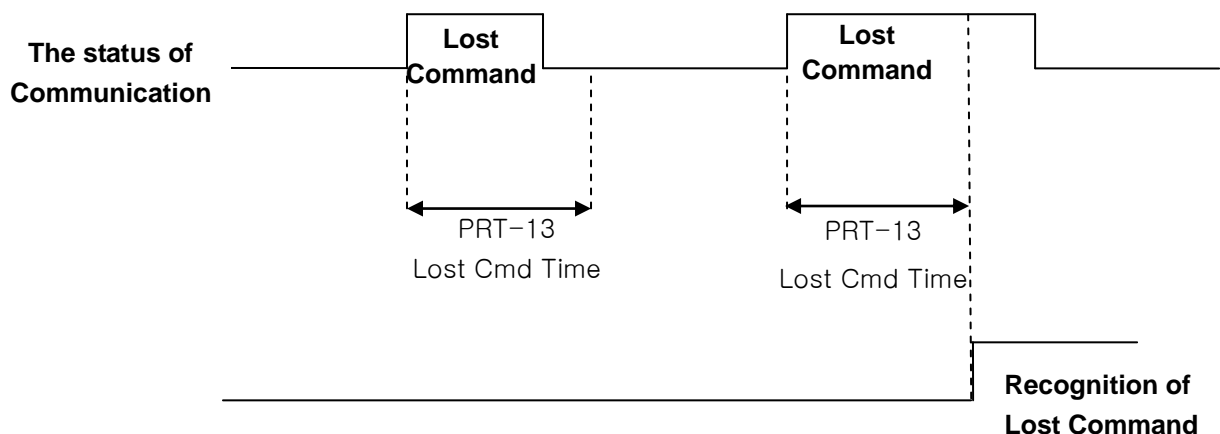 The status of
Communication
Lost
Command
Lost
Command
PRT-13
Lost Cmd Time
PRT-13
Lost Cmd Time
Recognition of
Lost Command